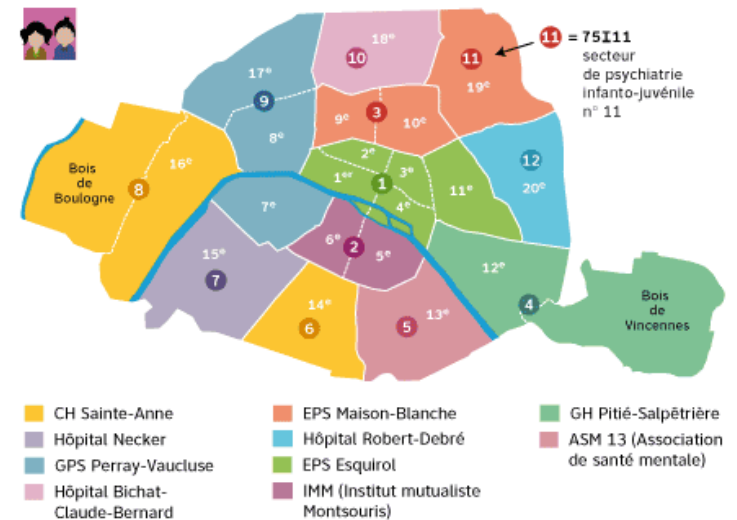 18e
10
11
11 = 75I11
secteur
de psychiatrie
infanto-juvénile
n° 11
17e
19e
9
3
9e
10e
8e
2e
12
16e
Bois
de
Boulogne
8
1er
3e
1
11e
20e
7e
4e
6e
2
5e
15e
7
12e
14e
6
13e
5
4
Bois
de
Vincennes
CH Sainte-Anne
Hôpital Necker
GPS Perray-Vaucluse
Hôpital Bichat-
Claude-Bernard
EPS Maison-Blanche
Hôpital Robert-Debré
EPS Esquirol
IMM (Institut mutualiste
Montsouris)
GH Pitié-Salpêtrière
ASM 13 (Association
de santé mentale)